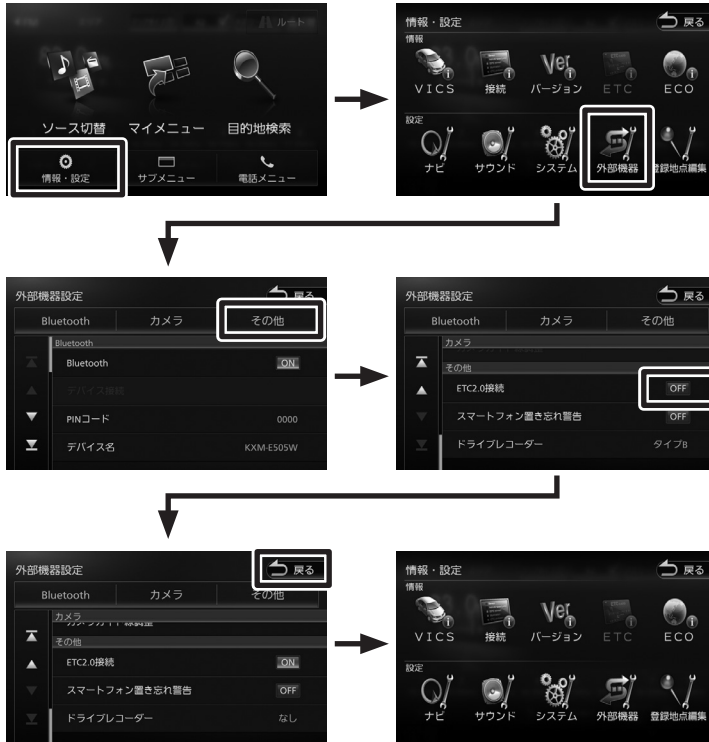 ルート
ソース切替 マイメニュー 目的地検索
情報・設定 サブメニュー 電話メニュー
情報・設定 戻る
情報
VICS 接続 Ver バージョン ETC ECO
設定
ナビ サウンド システム 外部機器 登録地点編集
外部機器設定 戻る
Bluetooth カメラ その他
Bluetooth
Bluetooth ON
デバイス接続
PINコード 0000
デバイス名 KXM-E505W
外部機器設定 戻る
Bluetooth カメラ その他
カメラ
その他
ETC2.0接続 OFF
スマートフォン置き忘れ警告 OFF
ドライブレコーダー タイプB
外部機器設定 戻る
Bluetooth カメラ その他
カメラ
その他
ETC2.0接続 ON
スマートフォン置き忘れ警告 OFF
ドライブレコーダー なし
情報・設定 戻る
情報
VICS 接続 Ver バージョン ETC ECO
設定
ナビ サウンド システム 外部機器 登録地点編集